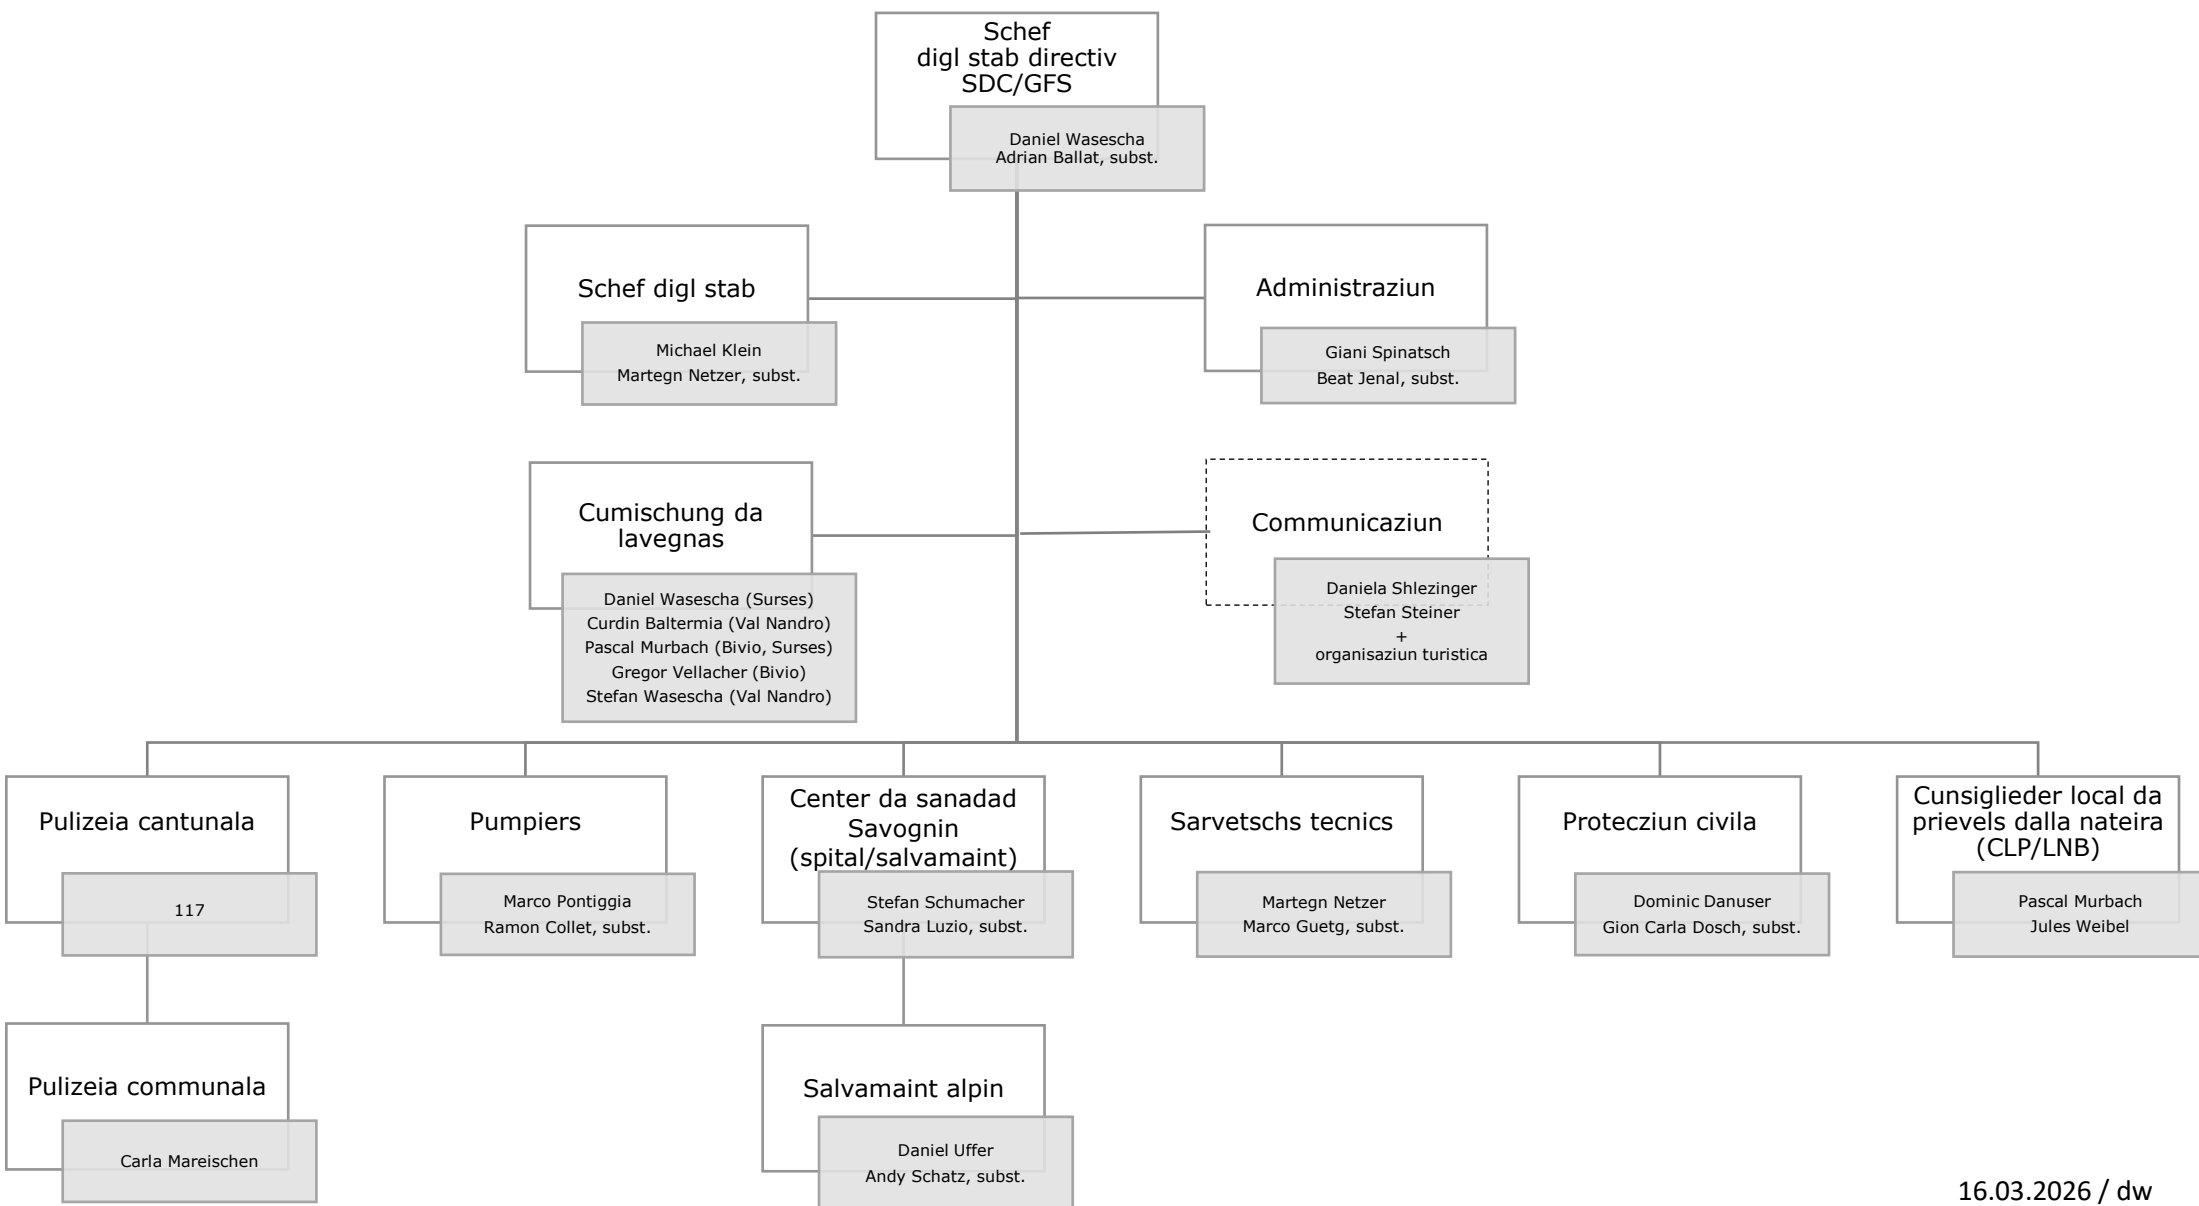 Schef
digl stab directiv
SDC/GFS
Daniel Wasescha
Adrian Ballat, subst.
Schef digl stab
Michael Klein
Martegn Netzer, subst.
Administraziun
Giani Spinatsch
Beat Jenal, subst.
Cumischung da
lavegnas
Daniel Wasescha (Surses)
Curdin Baltermia (Val Nandro)
Pascal Murbach (Bivio, Surses)
Gregor Vellacher (Bivio)
Stefan Wasescha (Val Nandro)
Communicaziun
Daniela Shlezinger
Stefan Steiner
+
organisaziun turistica
Pulizeia cantunala
117
Pumpiers
Marco Pontiggia
Ramon Collet, subst.
Center da sanadad
Savognin
(spital/salvamaint)
Stefan Schumacher
Sandra Luzio, subst.
Sarvetschs tecnics
Martegn Netzer
Marco Guetg, subst.
Protecziun civila
Dominic Danuser
Gion Carla Dosch, subst.
Cunsiglieder local da
prievels dalla nateira
(CLP/LNB)
Pascal Murbach
Jules Weibel
Pulizeia communala
Carla Mareischen
Salvamaint alpin
Daniel Uffer
Andy Schatz, subst.
16.03.2026 / dw